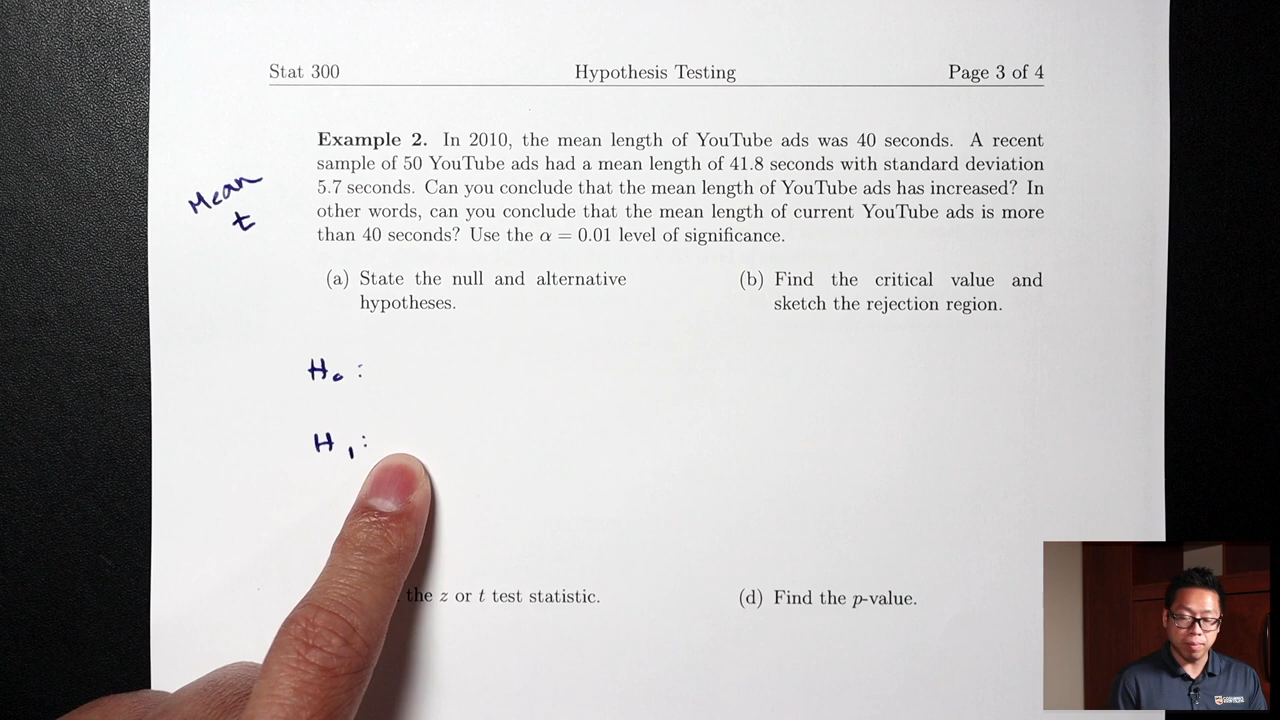 Stat 300 Hypothesis Testing Page 3 of 4
Example 2. In 2010, the mean length of YouTube ads was 40 seconds. A recent
sample of 50 YouTube ads had a mean length of 41.8 seconds with standard deviation
5.7 seconds. Can you conclude that the mean length of YouTube ads has increased? In
other words, can you conclude that the mean length of current YouTube ads is more
than 40 seconds? Use the α = 0.01 level of significance.
Mean
t
(a) State the null and alternative
hypotheses.
(b) Find the critical value and
sketch the rejection region.
H₀ :
H₁ :
the z or t test statistic.
(d) Find the p-value.